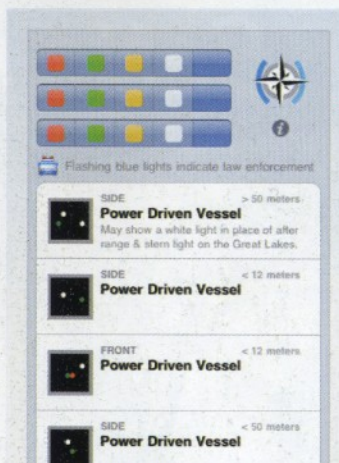 Flashing blue lights indicate law enforcement
SIDE > 50 meters
Power Driven Vessel
May show a white light in place of after
range & stern light on the Great Lakes.
SIDE < 12 meters
Power Driven Vessel
FRONT < 12 meters
Power Driven Vessel
SIDE < 50 meters
Power Driven Vessel